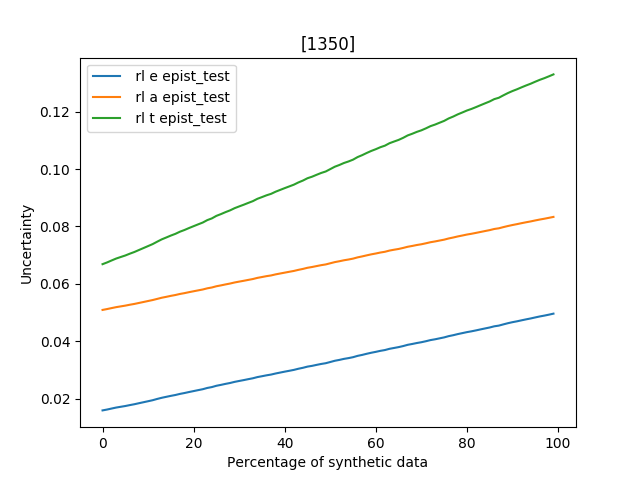 [1350]
rl e epist_test
rl a epist_test
rl t epist_test
Uncertainty
0.12
0.10
0.08
0.06
0.04
0.02
0 20 40 60 80 100
Percentage of synthetic data